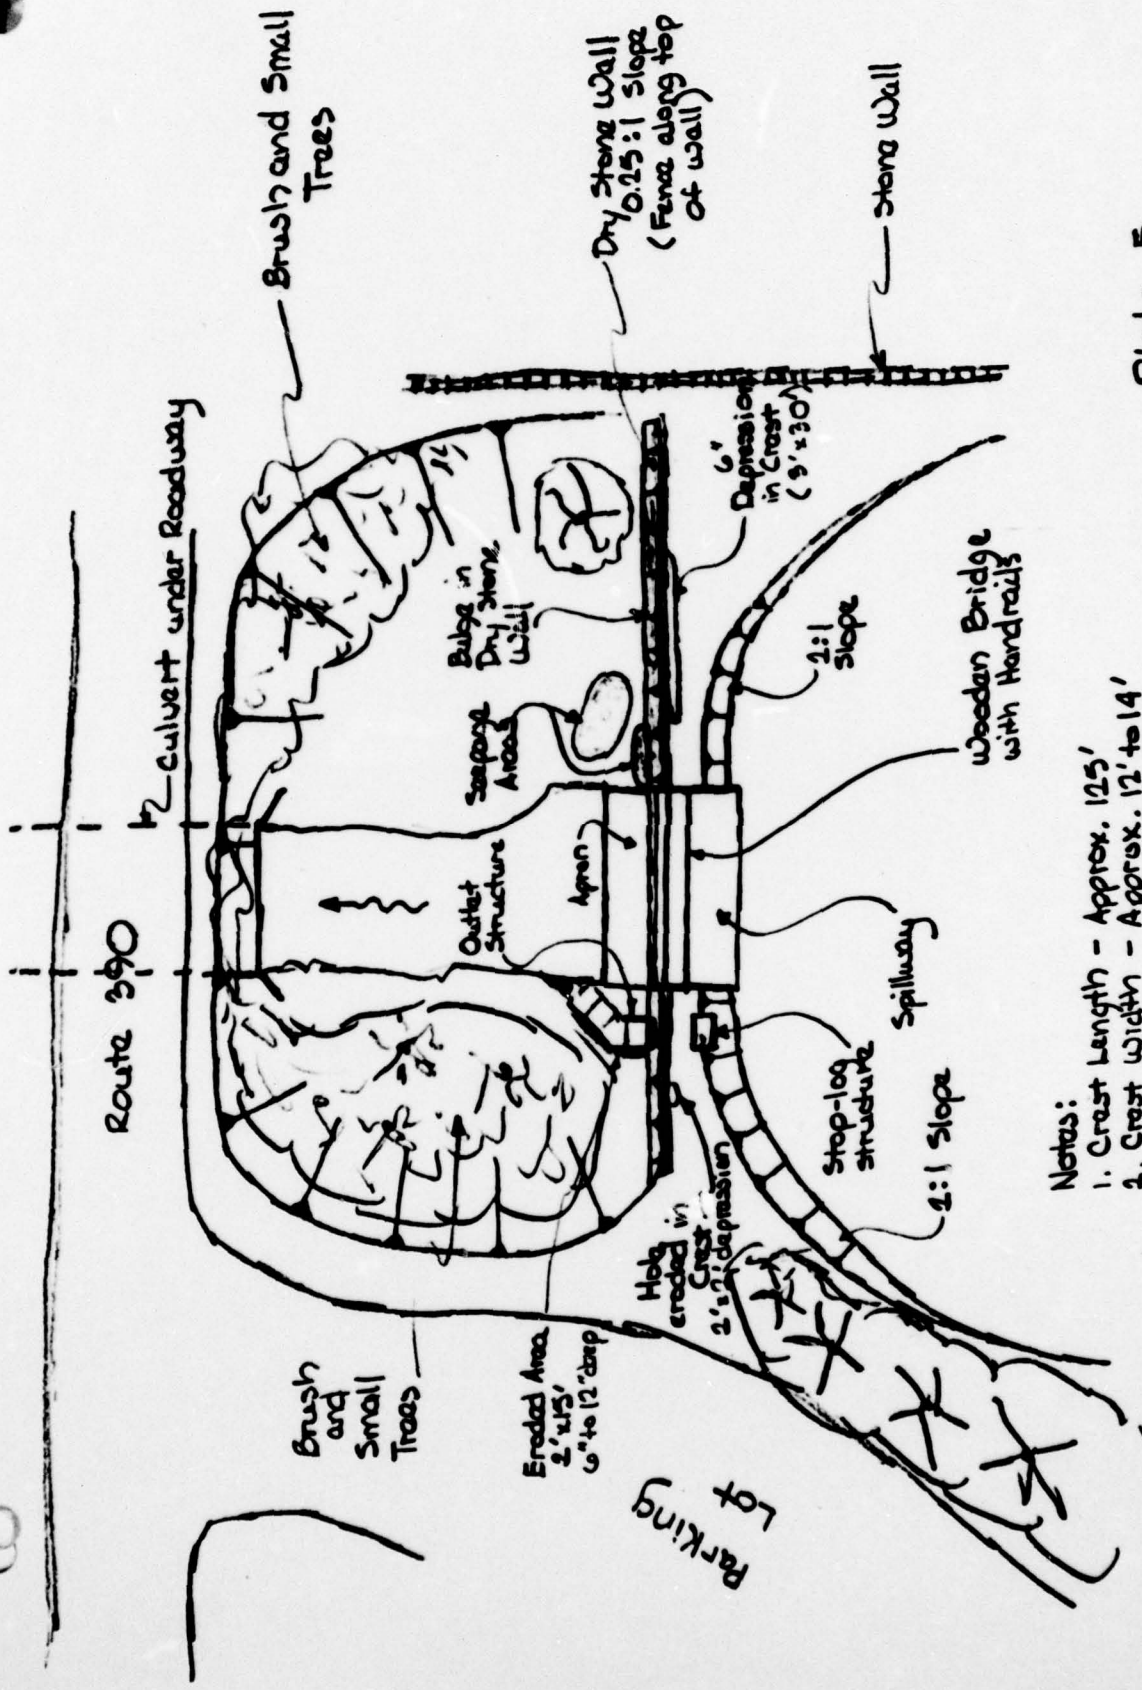 Route 390
Culvert under Roadway
Brush and Small
Trees
Brush
and
Small
Trees
Eroded Area
2'x15'
6" to 12" deep
Parking
Lot
Outlet
Structure
Apron
Seepage
Areas
Bulge in
Dry Stone
Wall
Dry Stone Wall
0.25:1 Slope
(Fence along top
of wall)
6"
Depression
in Crest
(3'x30')
Stone Wall
Hole
eroded in
Crest
2'x2' depression
Stop-log
structure
2:1 Slope
Spillway
2:1
Slope
Wooden Bridge
with Handrails
Notes:
1. Crest Length - Approx. 125'
2. Crest Width - Approx. 12' to 14'